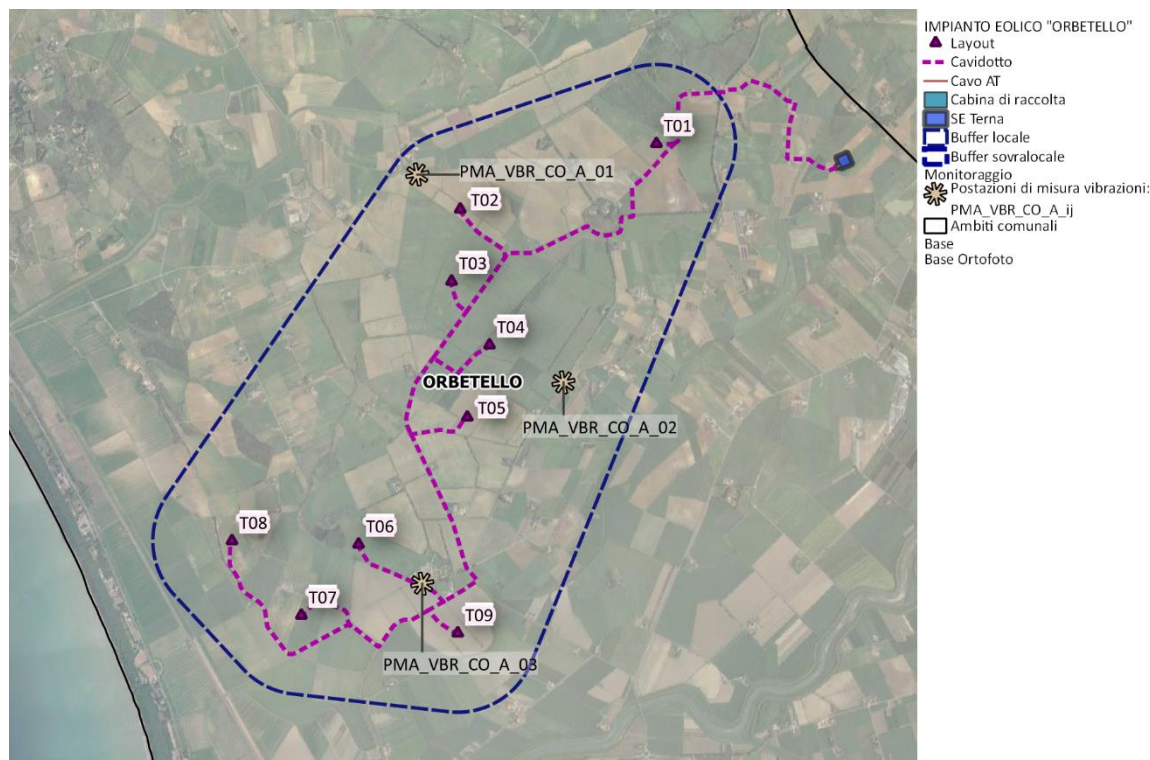 IMPIANTO EOLICO "ORBETELLO"
Layout
Cavidotto
Cavo AT
Cabina di raccolta
SE Terna
Buffer locale
Buffer sovralocale
Monitoraggio
Postazioni di misura vibrazioni:
PMA_VBR_CO_A_ij
Ambiti comunali
Base
Base Ortofoto
T01
PMA_VBR_CO_A_01
T02
T03
T04
ORBETELLO
T05
PMA_VBR_CO_A_02
T08
T06
T07
T09
PMA_VBR_CO_A_03